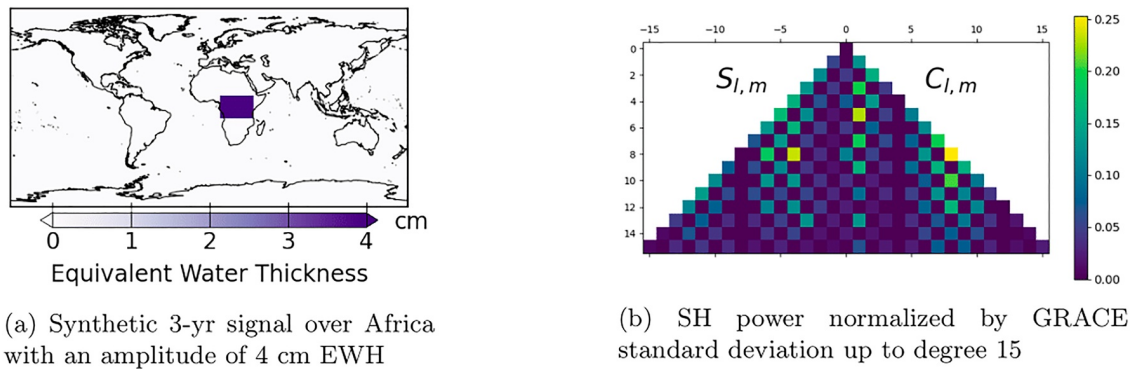 cm
0 1 2 3 4
Equivalent Water Thickness
(a) Synthetic 3-yr signal over Africa
with an amplitude of 4 cm EWH
−15 −10 −5 0 5 10 15
0
2
4
6
8
10
12
14
S_{l,m}
C_{l,m}
0.25
0.20
0.15
0.10
0.05
0.00
(b) SH power normalized by GRACE
standard deviation up to degree 15